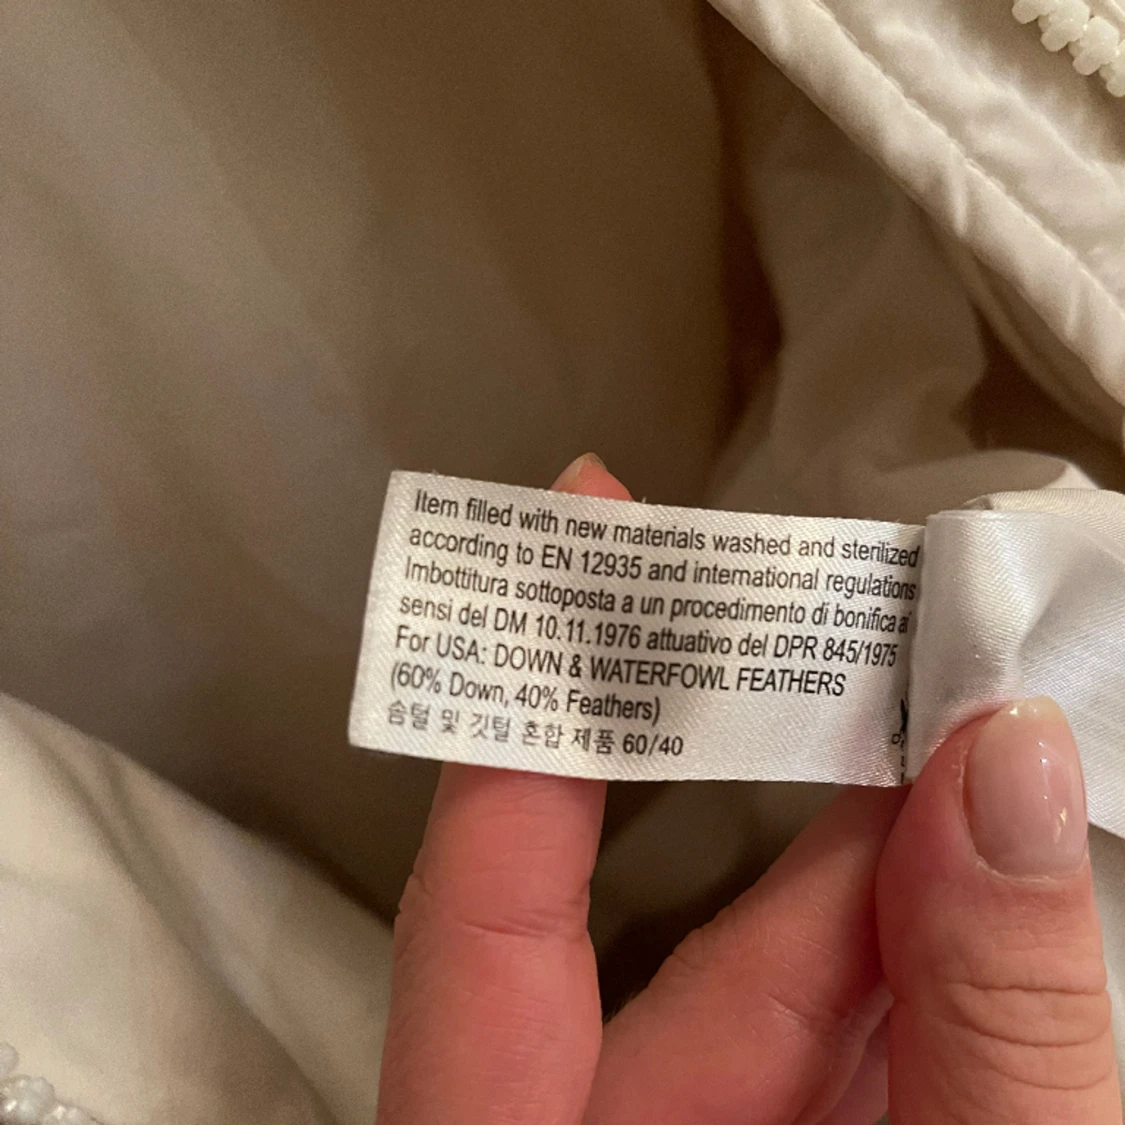 Item filled with new materials washed and sterilized
according to EN 12935 and international regulations
Imbottitura sottoposta a un procedimento di bonifica ai
sensi del DM 10.11.1976 attuativo del DPR 845/1975
For USA: DOWN & WATERFOWL FEATHERS
(60% Down, 40% Feathers)
솜털 및 깃털 혼합 제품 60/40